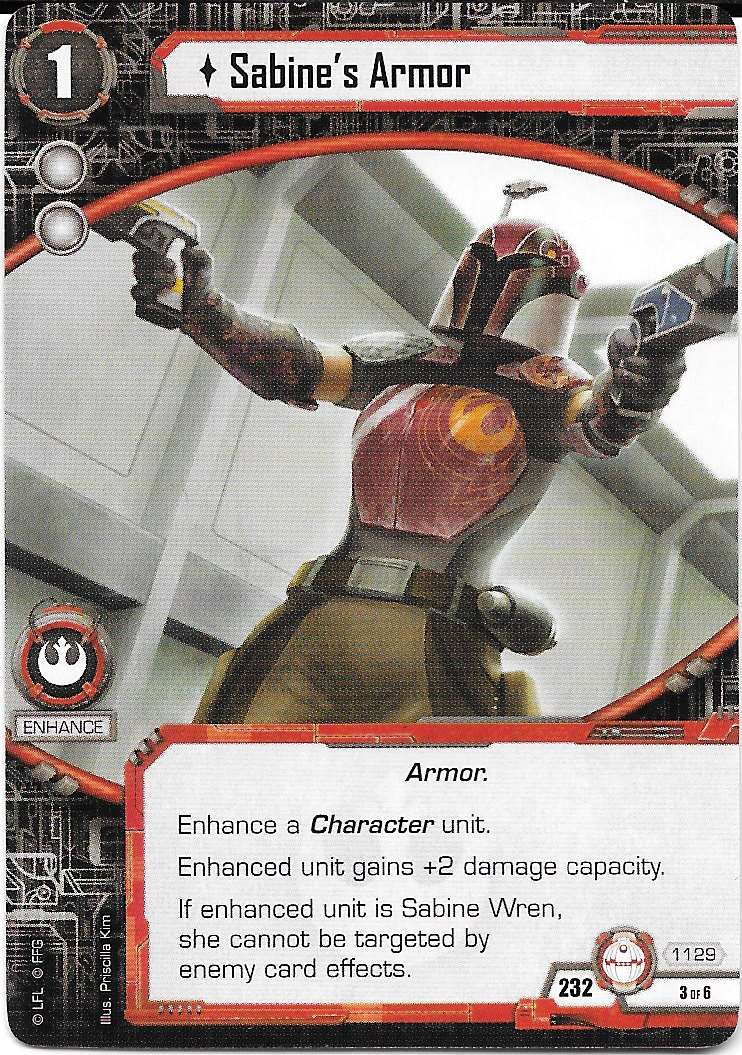 1
Sabine's Armor
ENHANCE
Armor.
Enhance a Character unit.
Enhanced unit gains +2 damage capacity.
If enhanced unit is Sabine Wren,
she cannot be targeted by
enemy card effects.
232
1129
3 OF 6
© LFL © FFG
Illus. Priscilla Kim